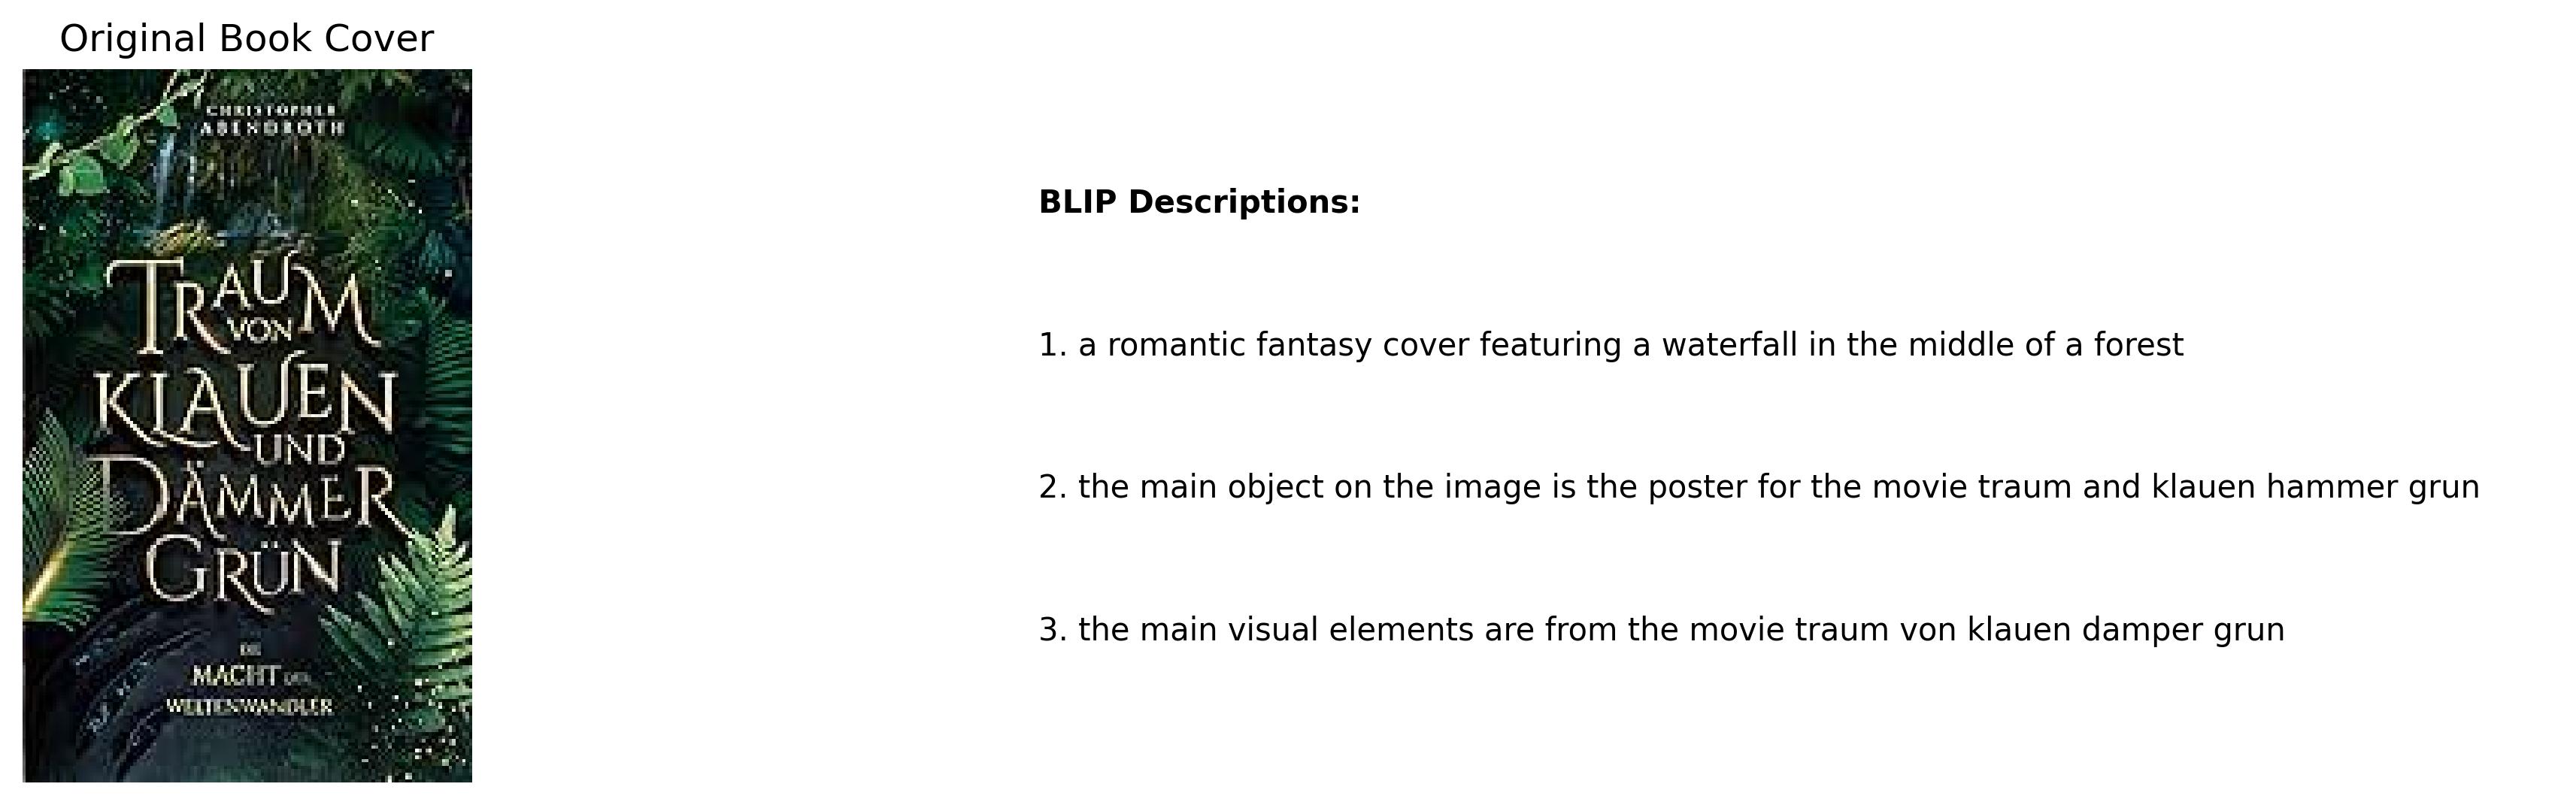 Original Book Cover
CHRISTOPHER
ABENDROTH
TRAUM
VON
KLAUEN
UND
DÄMMER
GRÜN
DIE
MACHT DER
WELTENWANDLER
BLIP Descriptions:
1. a romantic fantasy cover featuring a waterfall in the middle of a forest
2. the main object on the image is the poster for the movie traum and klauen hammer grun
3. the main visual elements are from the movie traum von klauen damper grun